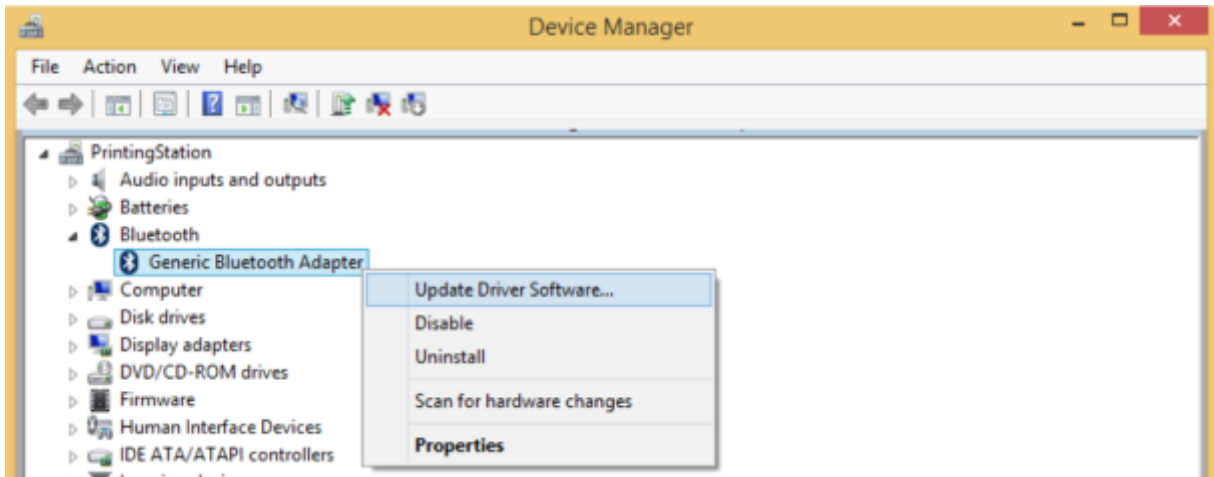 Device Manager
File Action View Help
PrintingStation
Audio inputs and outputs
Batteries
Bluetooth
Generic Bluetooth Adapter
Update Driver Software...
Computer
Disable
Disk drives
Uninstall
Display adapters
DVD/CD-ROM drives
Scan for hardware changes
Firmware
Human Interface Devices
Properties
IDE ATA/ATAPI controllers